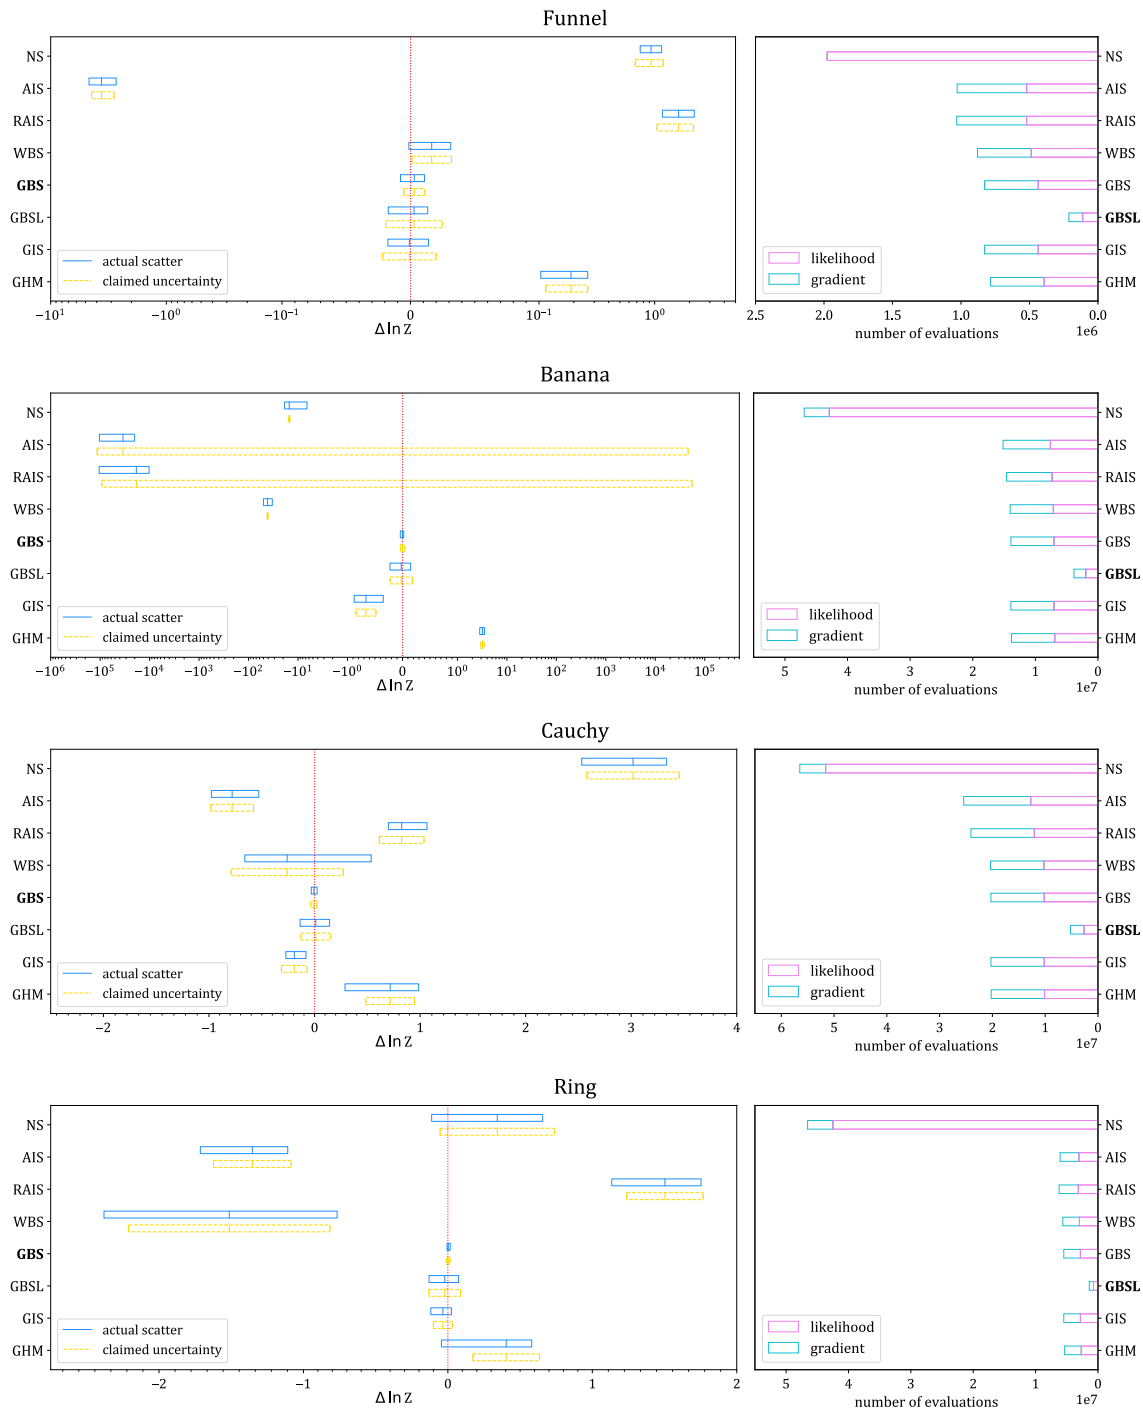 Funnel
NS
AIS
RAIS
WBS
GBS
GBSL
GIS
GHM
actual scatter
claimed uncertainty
−10¹ −10⁰ −10⁻¹ 0 10⁻¹ 10⁰
Δ ln Z
NS
AIS
RAIS
WBS
GBS
GBSL
GIS
GHM
likelihood
gradient
2.5 2.0 1.5 1.0 0.5 0.0
number of evaluations
1e6
Banana
NS
AIS
RAIS
WBS
GBS
GBSL
GIS
GHM
actual scatter
claimed uncertainty
−10⁶ −10⁵ −10⁴ −10³ −10² −10¹ −10⁰ 0 10⁰ 10¹ 10² 10³ 10⁴ 10⁵
Δ ln Z
NS
AIS
RAIS
WBS
GBS
GBSL
GIS
GHM
likelihood
gradient
5 4 3 2 1 0
number of evaluations
1e7
Cauchy
NS
AIS
RAIS
WBS
GBS
GBSL
GIS
GHM
actual scatter
claimed uncertainty
−2 −1 0 1 2 3 4
Δ ln Z
NS
AIS
RAIS
WBS
GBS
GBSL
GIS
GHM
likelihood
gradient
6 5 4 3 2 1 0
number of evaluations
1e7
Ring
NS
AIS
RAIS
WBS
GBS
GBSL
GIS
GHM
actual scatter
claimed uncertainty
−2 −1 0 1 2
Δ ln Z
NS
AIS
RAIS
WBS
GBS
GBSL
GIS
GHM
likelihood
gradient
5 4 3 2 1 0
number of evaluations
1e7